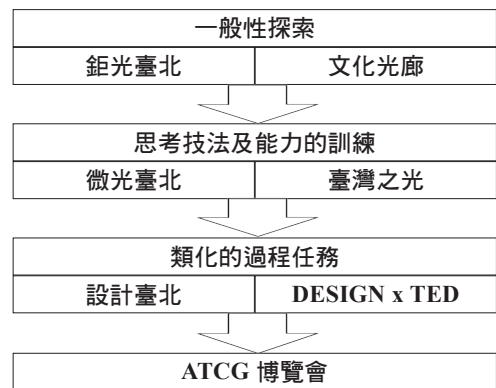 一般性探索
鉅光臺北 文化光廊
思考技法及能力的訓練
微光臺北 臺灣之光
類化的過程任務
設計臺北 DESIGN x TED
ATCG 博覽會